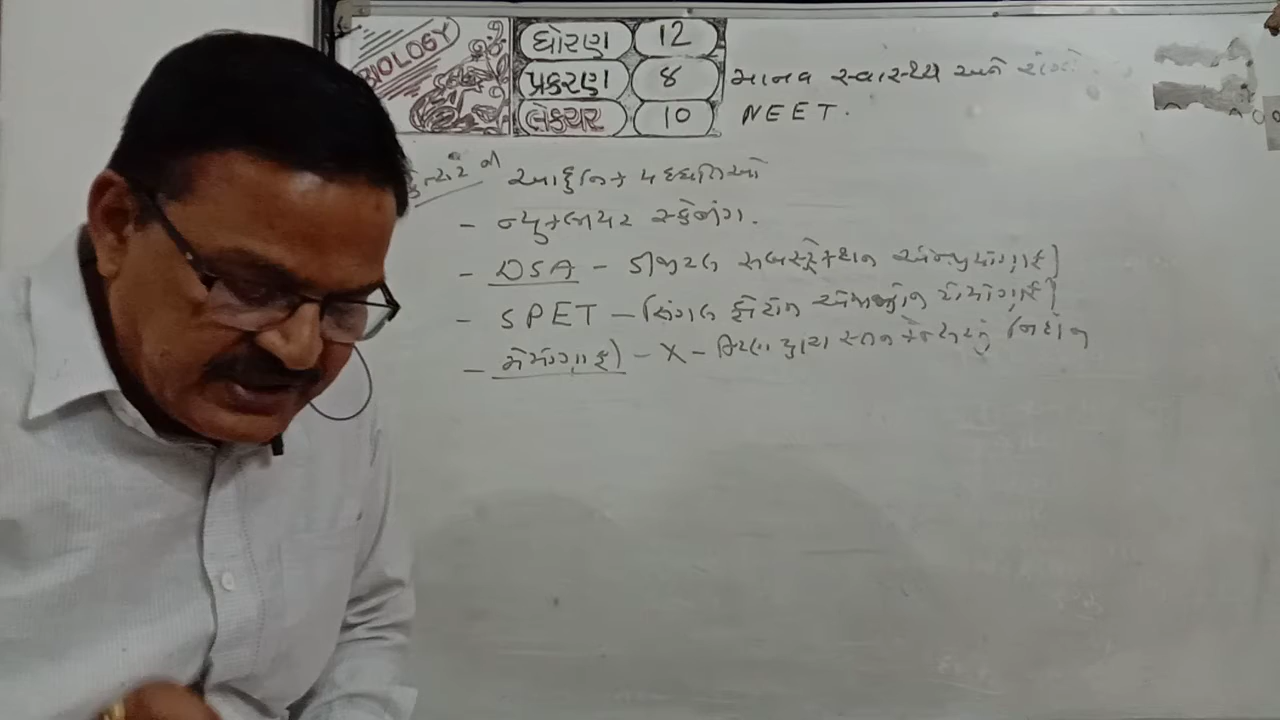 BIOLOGY
ધોરણ 12
પ્રકરણ 8 માનવ સ્વાસ્થ્ય અને રોગો
લેક્ચર 10 NEET.
આધુનિક પધ્ધતિઓ
- ન્યુક્લીયર સ્કેનીંગ.
- DSA - ડીજીટલ સબસ્ટ્રેક્શન એન્જીયોગ્રાફી
- SPET - સિંગલ ફોટોન એમિશન ટોમોગ્રાફી
- મેમોગ્રાફી - X - કિરણો દ્વારા સ્તન કેન્સરનું નિદાન